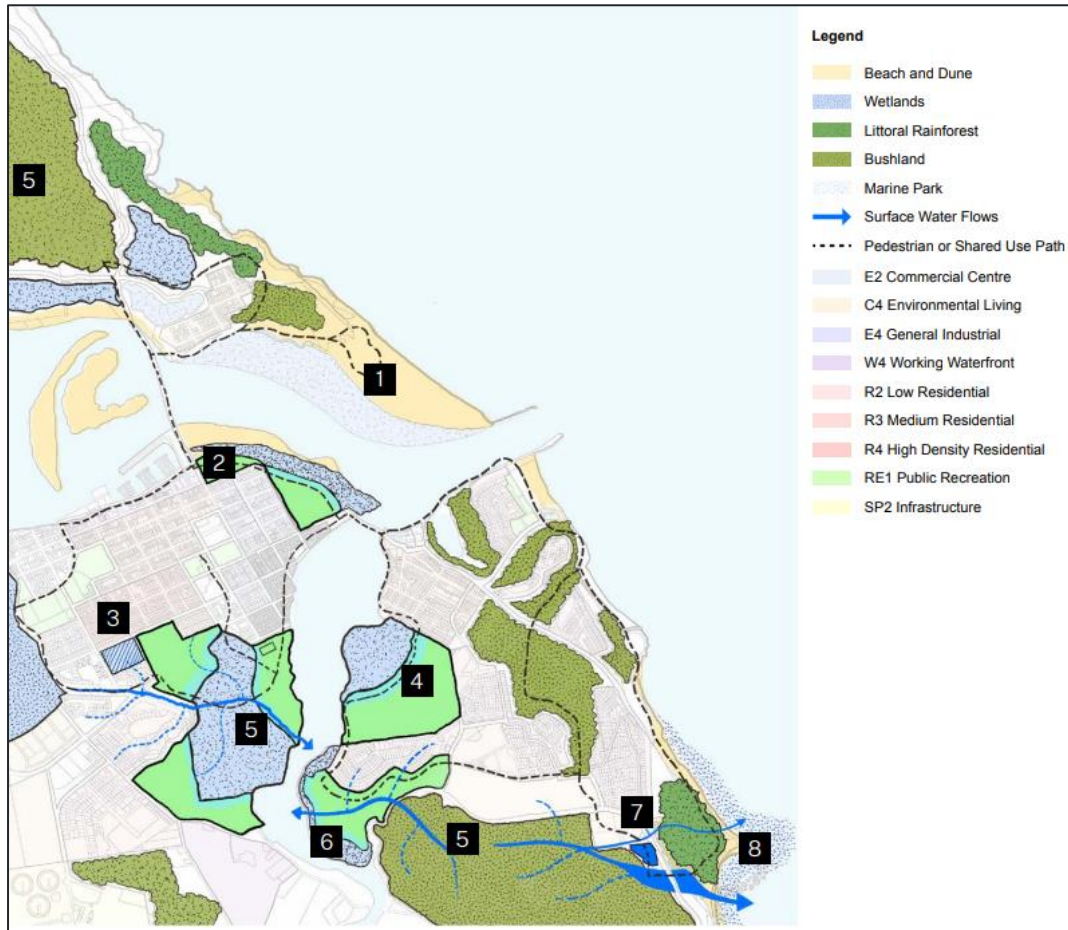 Legend
Beach and Dune
Wetlands
Littoral Rainforest
Bushland
Marine Park
Surface Water Flows
Pedestrian or Shared Use Path
E2 Commercial Centre
C4 Environmental Living
E4 General Industrial
W4 Working Waterfront
R2 Low Residential
R3 Medium Residential
R4 High Density Residential
RE1 Public Recreation
SP2 Infrastructure
5
1
2
3
4
5
6
5
7
8